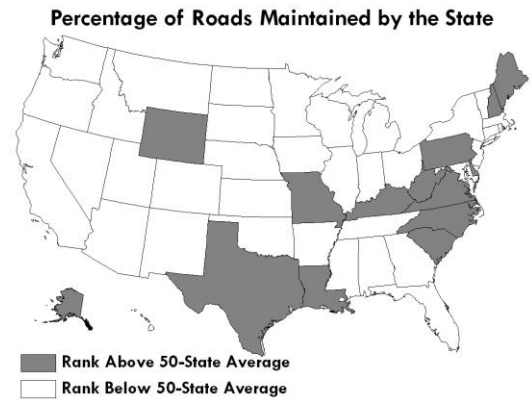 Percentage of Roads Maintained by the State
Rank Above 50-State Average
Rank Below 50-State Average